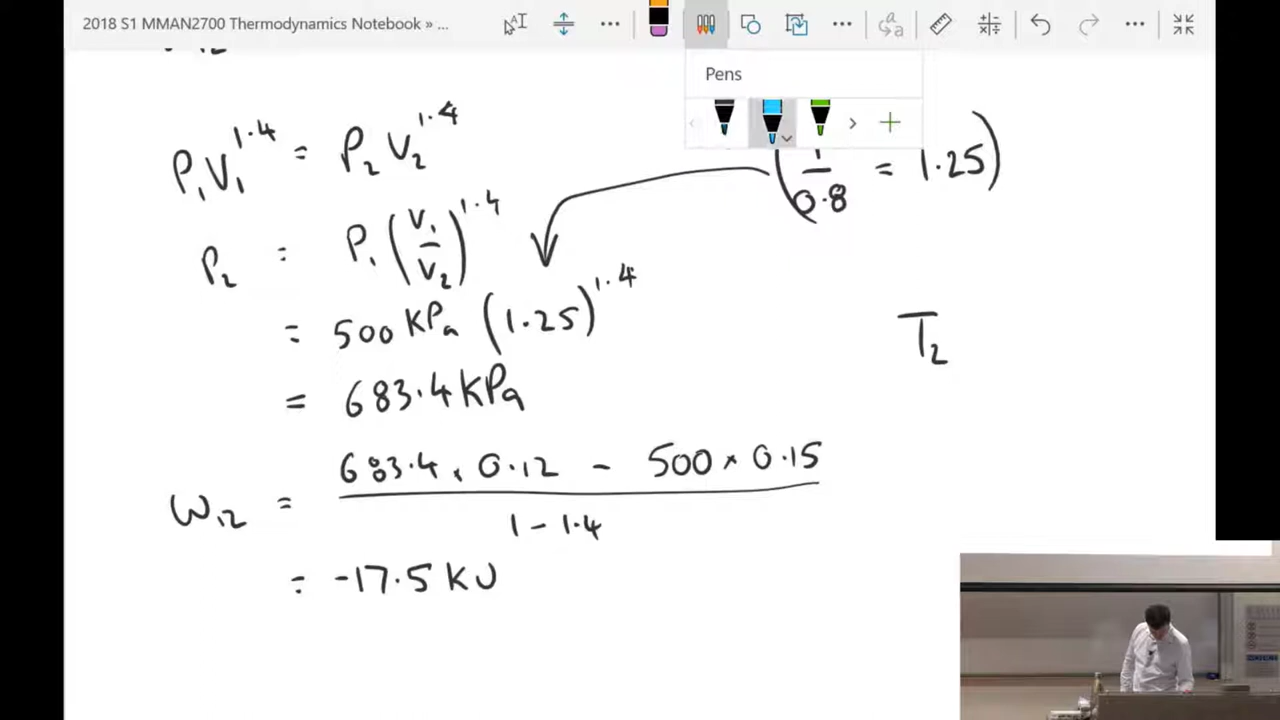 2018 S1 MMAN2700 Thermodynamics Notebook » ...
Pens
P₁V₁^1.4 = P₂V₂^1.4
(1/0.8 = 1.25)
P₂ = P₁ (V₁/V₂)^1.4
= 500 KPa (1.25)^1.4
T₂
= 683.4 KPa
W₁₂ = (683.4 × 0.12 - 500 × 0.15)/(1 - 1.4)
= -17.5 KJ